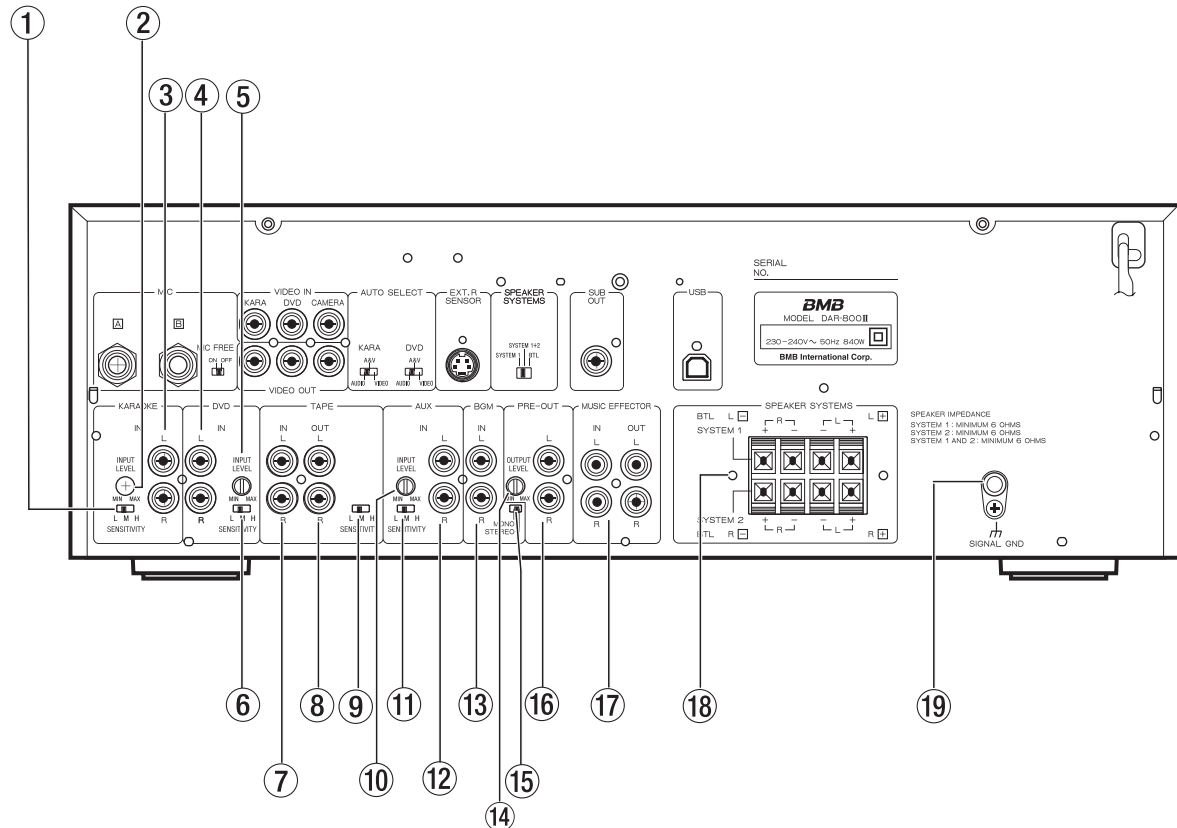 1 2
3 4 5
SERIAL
NO.
MIC VIDEO IN AUTO SELECT EXT. R SENSOR SPEAKER SYSTEMS SUB OUT USB
BMB
MODEL DAR-800II
230-240V~ 50Hz 840W
BMB International Corp.
A B KARA DVD CAMERA
MIC FREE
ON OFF
VIDEO OUT
KARA DVD
A&V A&V
AUDIO VIDEO AUDIO VIDEO
SYSTEM 1+2
SYSTEM 1 BTL
KARAOKE DVD TAPE AUX BGM PRE-OUT MUSIC EFFECTOR
IN IN IN OUT IN IN IN OUT
L L L L L L L L L
INPUT LEVEL INPUT LEVEL INPUT LEVEL OUTPUT LEVEL
MIN MAX MIN MAX MIN MAX MIN MAX
L M H L M H L M H L M H
SENSITIVITY SENSITIVITY SENSITIVITY SENSITIVITY
MONO
STEREO
R R R R R R R R R
SPEAKER SYSTEMS
BTL L - L +
SYSTEM 1
+ R - - L +
SYSTEM 2
+ R - - L +
BTL R - R +
SPEAKER IMPEDANCE
SYSTEM 1 : MINIMUM 6 OHMS
SYSTEM 2 : MINIMUM 6 OHMS
SYSTEM 1 AND 2 : MINIMUM 6 OHMS
SIGNAL GND
6 8 9 11 13 16 17 18 19
7 10 12 15
14